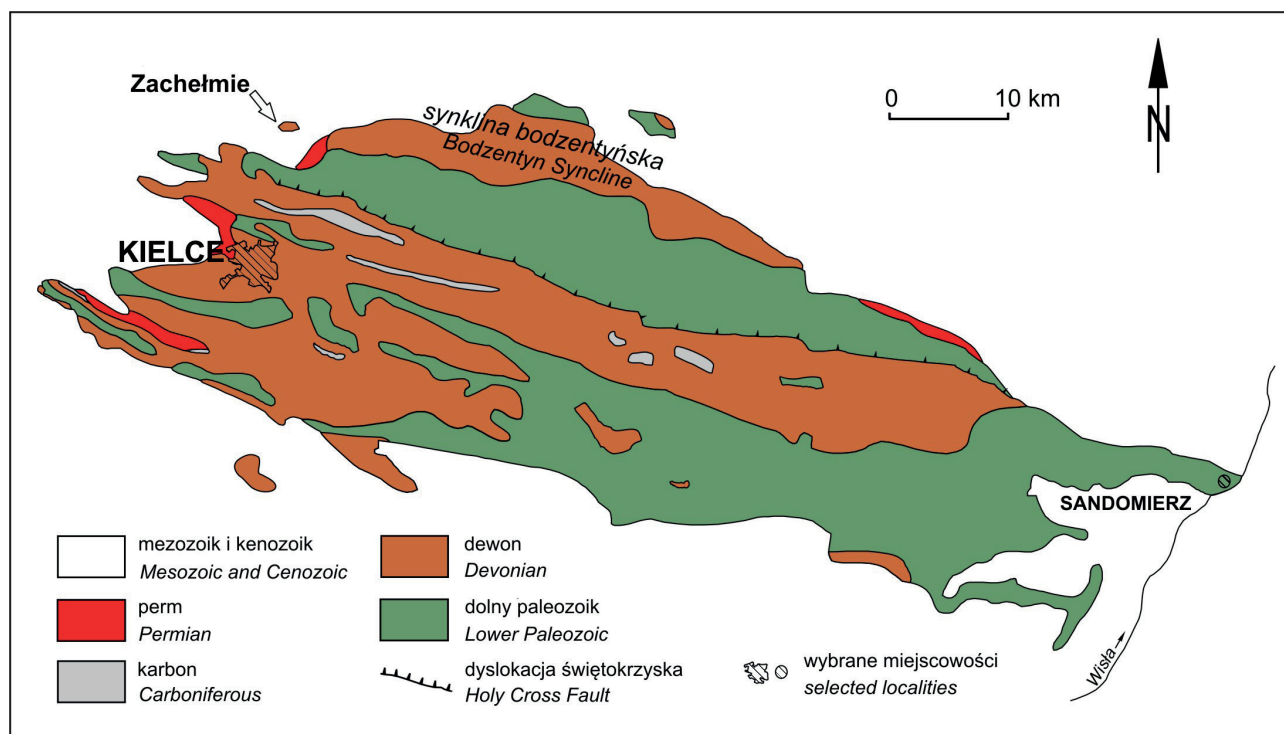 Zachełmie
synklina bodzentyńska
Bodzentyn Syncline
0 10 km
N
KIELCE
SANDOMIERZ
Wisła
mezozoik i kenozoik
Mesozoic and Cenozoic
perm
Permian
karbon
Carboniferous
dewon
Devonian
dolny paleozoik
Lower Paleozoic
dyslokacja świętokrzyska
Holy Cross Fault
wybrane miejscowości
selected localities